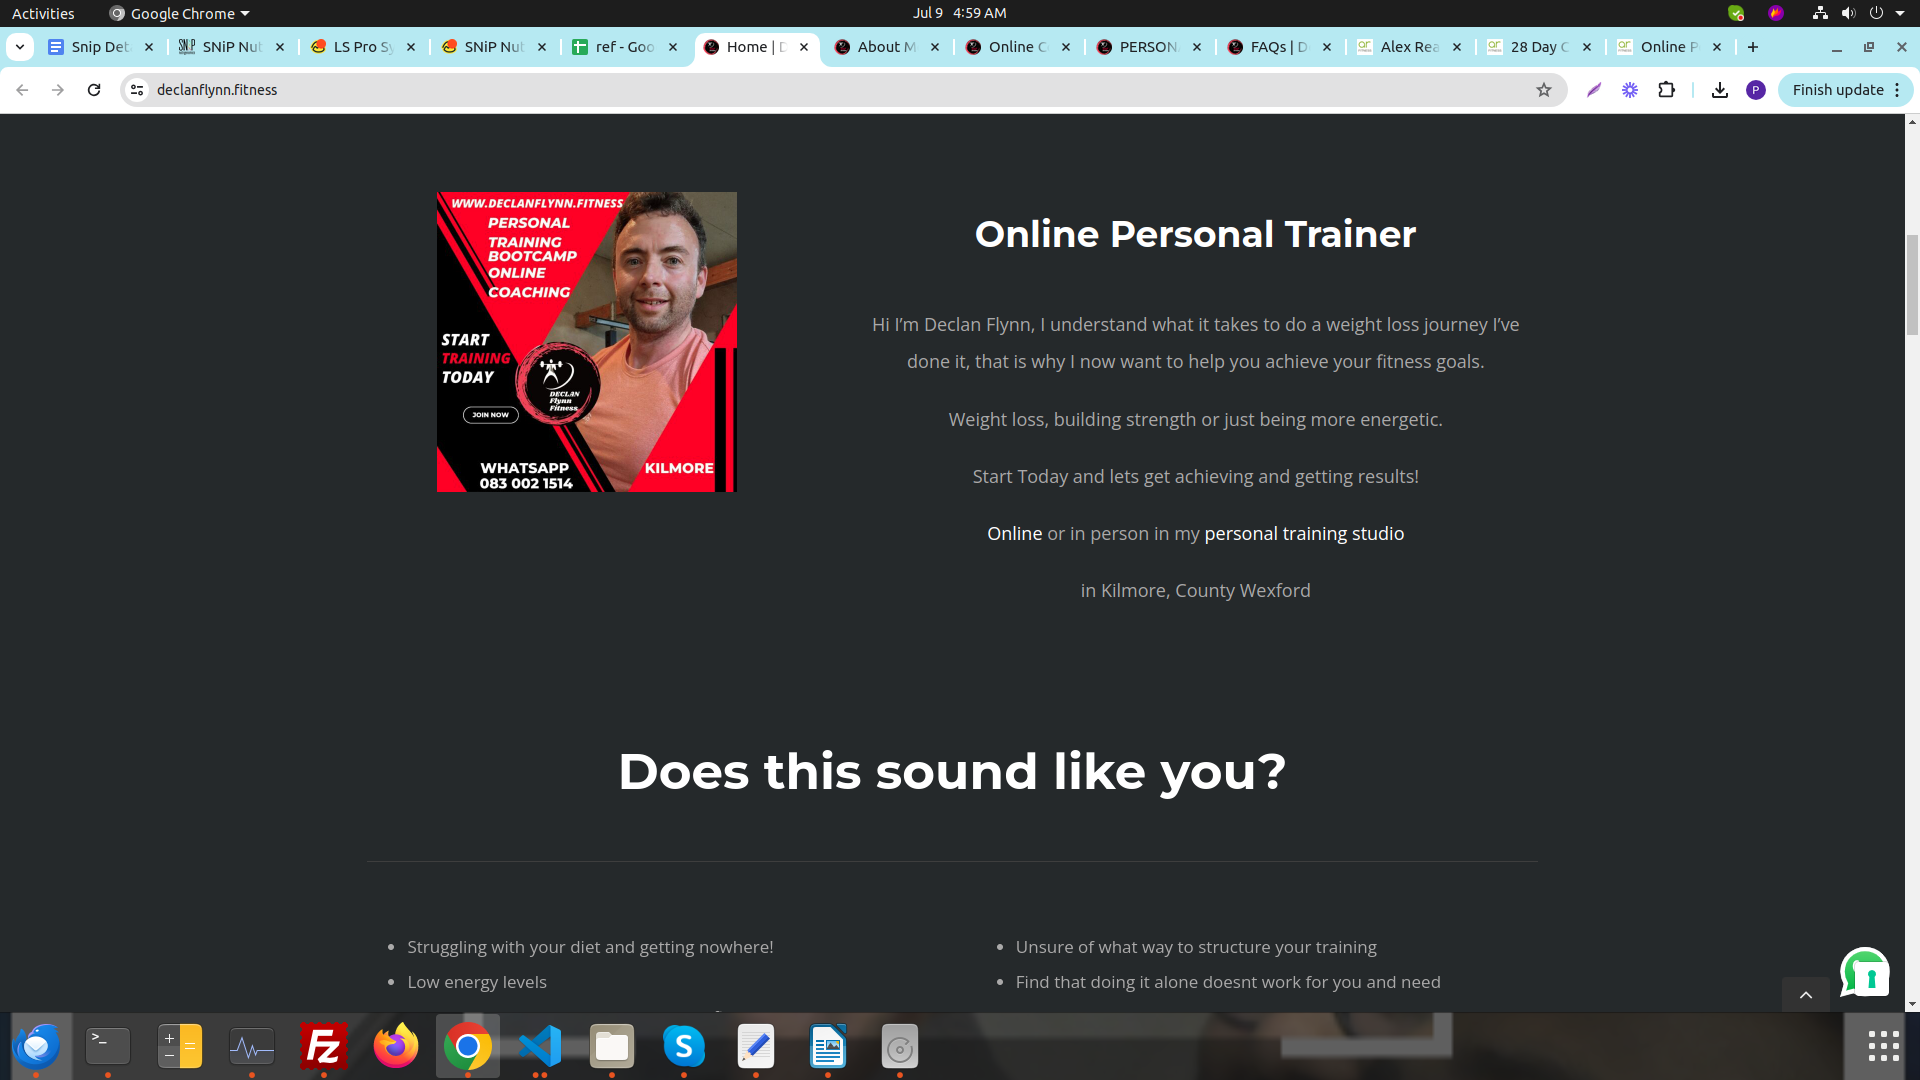 Activities
Google Chrome
Jul 9 4:59 AM
Snip Det
SNiP Nut
LS Pro Sy
SNiP Nut
ref - Goo
Home | D
About M
Online C
PERSON
FAQs | D
Alex Rea
28 Day C
Online P
declanflynn.fitness
P
Finish update
WWW.DECLANFLYNN.FITNESS
PERSONAL
TRAINING
BOOTCAMP
ONLINE
COACHING
START
TRAINING
TODAY
JOIN NOW
DECLAN
Flynn
Fitness
WHATSAPP
083 002 1514
KILMORE
Online Personal Trainer
Hi I’m Declan Flynn, I understand what it takes to do a weight loss journey I’ve
done it, that is why I now want to help you achieve your fitness goals.
Weight loss, building strength or just being more energetic.
Start Today and lets get achieving and getting results!
Online or in person in my personal training studio
in Kilmore, County Wexford
Does this sound like you?
• Struggling with your diet and getting nowhere!
• Low energy levels
• Unsure of what way to structure your training
• Find that doing it alone doesnt work for you and need